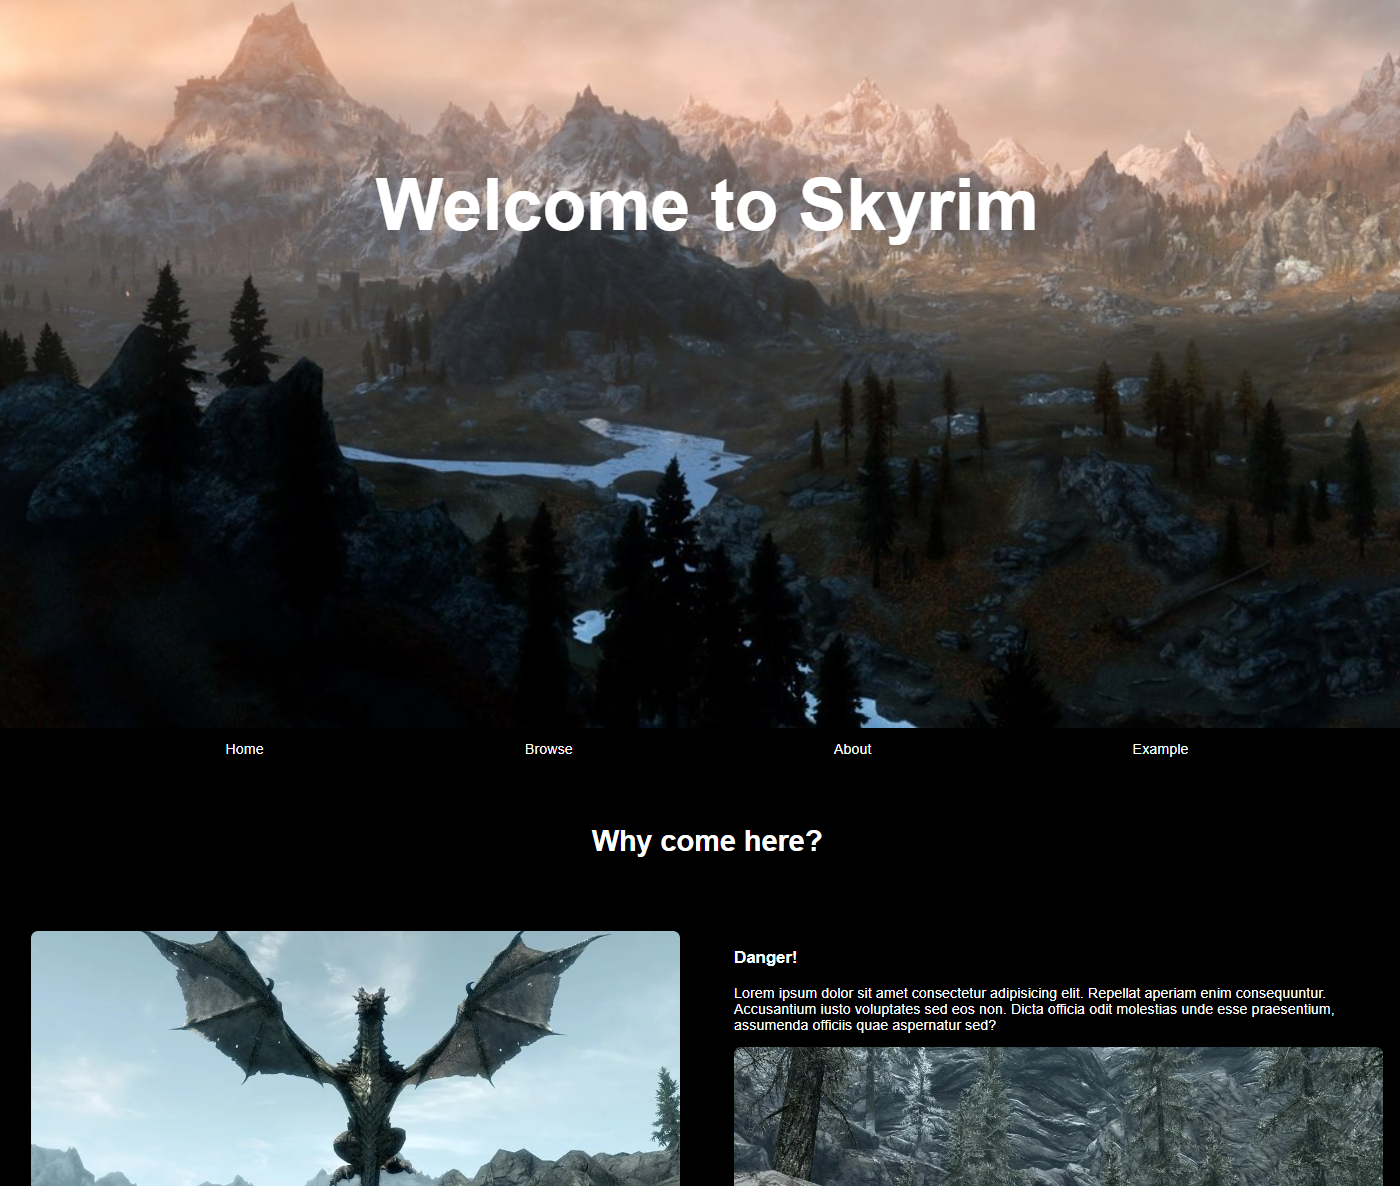 Welcome to Skyrim
Home
Browse
About
Example
Why come here?
Danger!
Lorem ipsum dolor sit amet consectetur adipisicing elit. Repellat aperiam enim consequuntur.
Accusantium iusto voluptates sed eos non. Dicta officia odit molestias unde esse praesentium,
assumenda officiis quae aspernatur sed?